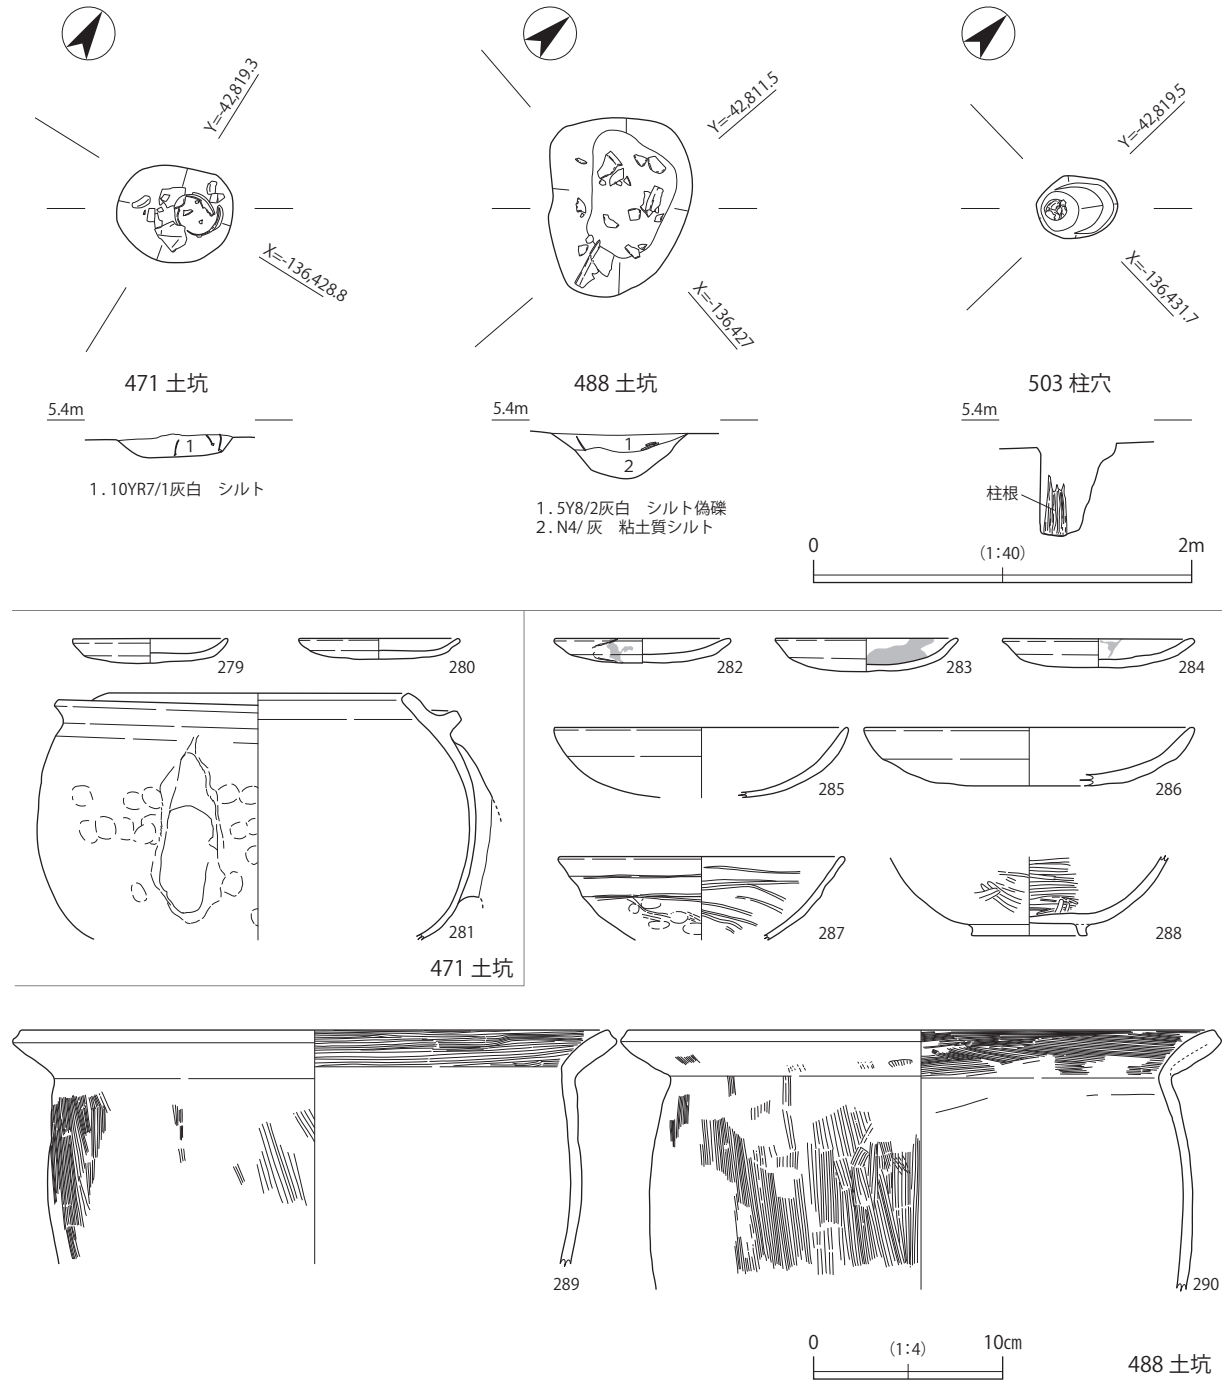 Y=-42,819.3
X=-136,428.8
471 土坑
5.4m
1
1. 10YR7/1灰白　シルト
Y=-42,811.5
X=-136,427
488 土坑
5.4m
1
2
1. 5Y8/2灰白　シルト偽礫
2. N4/ 灰　粘土質シルト
Y=-42,819.5
X=-136,431.7
503 柱穴
5.4m
柱根
0
(1:40)
2m
279
280
281
471 土坑
282
283
284
285
286
287
288
289
290
0
(1:4)
10㎝
488 土坑